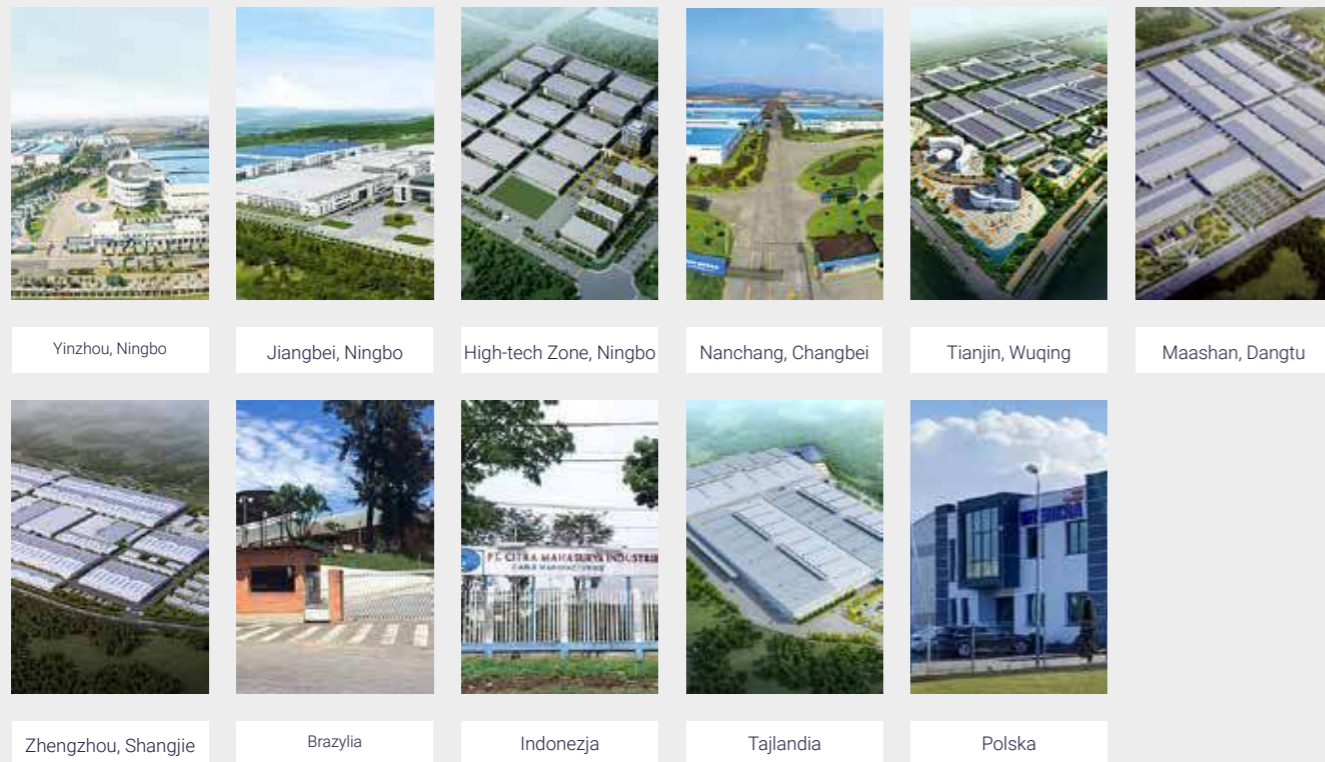 Yinzhou, Ningbo
Jiangbei, Ningbo
High-tech Zone, Ningbo
Nanchang, Changbei
Tianjin, Wuqing
Maashan, Dangtu
PT. CITRA MAHASURYA INDUSTRIES
CABLE MANUFACTURING
Zhengzhou, Shangjie
Brazylia
Indonezja
Tajlandia
Polska